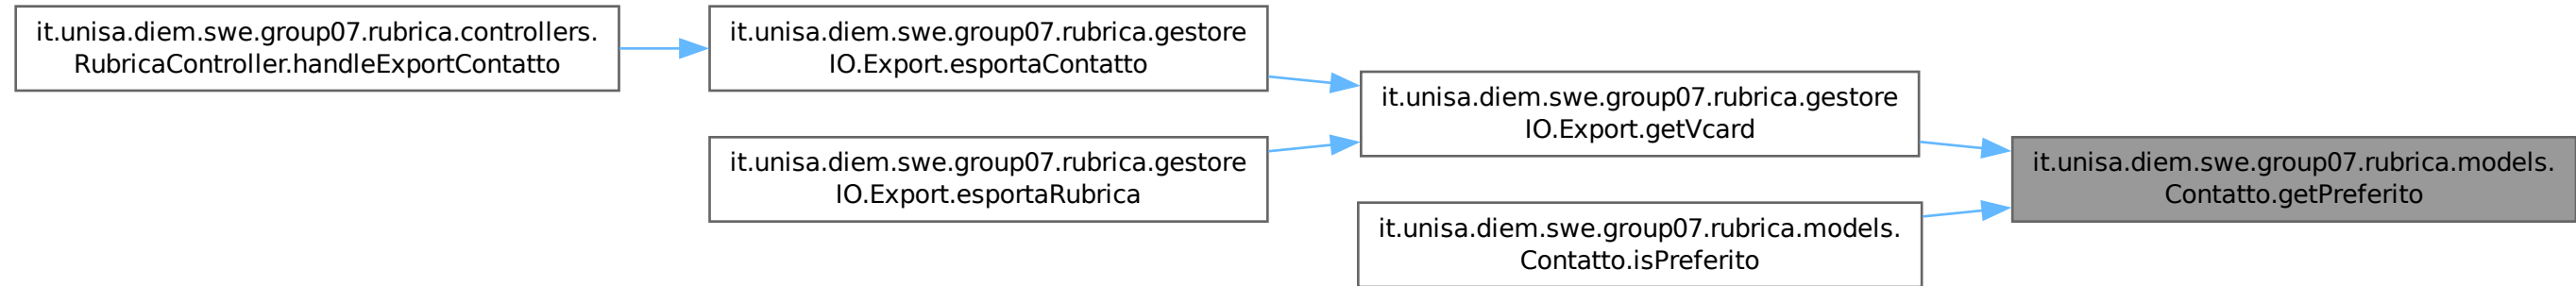 it.unisa.diem.swe.group07.rubrica.controllers.
RubricaController.handleExportContatto
it.unisa.diem.swe.group07.rubrica.gestore
IO.Export.esportaContatto
it.unisa.diem.swe.group07.rubrica.gestore
IO.Export.esportaRubrica
it.unisa.diem.swe.group07.rubrica.gestore
IO.Export.getVcard
it.unisa.diem.swe.group07.rubrica.models.
Contatto.isPreferito
it.unisa.diem.swe.group07.rubrica.models.
Contatto.getPreferito